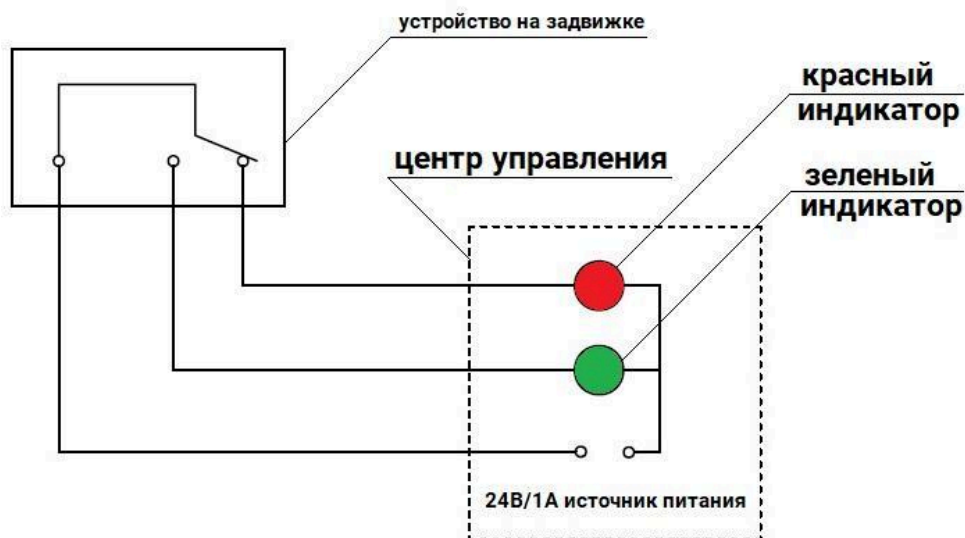 устройство на задвижке
красный
индикатор
центр управления
зеленый
индикатор
24В/1А источник питания